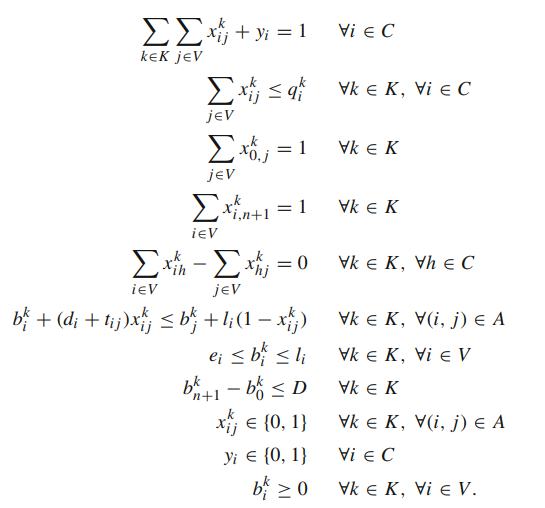 ∑_{k∈K} ∑_{j∈V} x_{ij}^k + y_i = 1 ∀i ∈ C
∑_{j∈V} x_{ij}^k ≤ q_i^k ∀k ∈ K, ∀i ∈ C
∑_{j∈V} x_{0,j}^k = 1 ∀k ∈ K
∑_{i∈V} x_{i,n+1}^k = 1 ∀k ∈ K
∑_{i∈V} x_{ih}^k − ∑_{j∈V} x_{hj}^k = 0 ∀k ∈ K, ∀h ∈ C
b_i^k + (d_i + t_{ij})x_{ij}^k ≤ b_j^k + l_i(1 − x_{ij}^k) ∀k ∈ K, ∀(i, j) ∈ A
e_i ≤ b_i^k ≤ l_i ∀k ∈ K, ∀i ∈ V
b_{n+1}^k − b_0^k ≤ D ∀k ∈ K
x_{ij}^k ∈ {0, 1} ∀k ∈ K, ∀(i, j) ∈ A
y_i ∈ {0, 1} ∀i ∈ C
b_i^k ≥ 0 ∀k ∈ K, ∀i ∈ V.